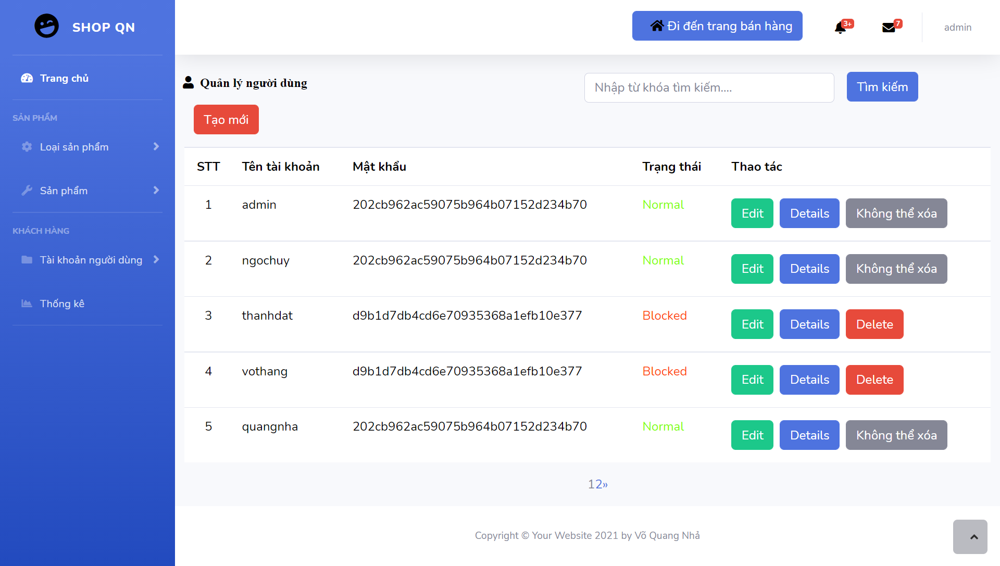 SHOP QN
Đi đến trang bán hàng
3+
7
admin
Trang chủ
SẢN PHẨM
Loại sản phẩm
Sản phẩm
KHÁCH HÀNG
Tài khoản người dùng
Thống kê
Quản lý người dùng
Nhập từ khóa tìm kiếm....
Tìm kiếm
Tạo mới
STT Tên tài khoản Mật khẩu Trạng thái Thao tác
1 admin 202cb962ac59075b964b07152d234b70 Normal Edit Details Không thể xóa
2 ngochuy 202cb962ac59075b964b07152d234b70 Normal Edit Details Không thể xóa
3 thanhdat d9b1d7db4cd6e70935368a1efb10e377 Blocked Edit Details Delete
4 vothang d9b1d7db4cd6e70935368a1efb10e377 Blocked Edit Details Delete
5 quangnha 202cb962ac59075b964b07152d234b70 Normal Edit Details Không thể xóa
12»
Copyright © Your Website 2021 by Võ Quang Nhả